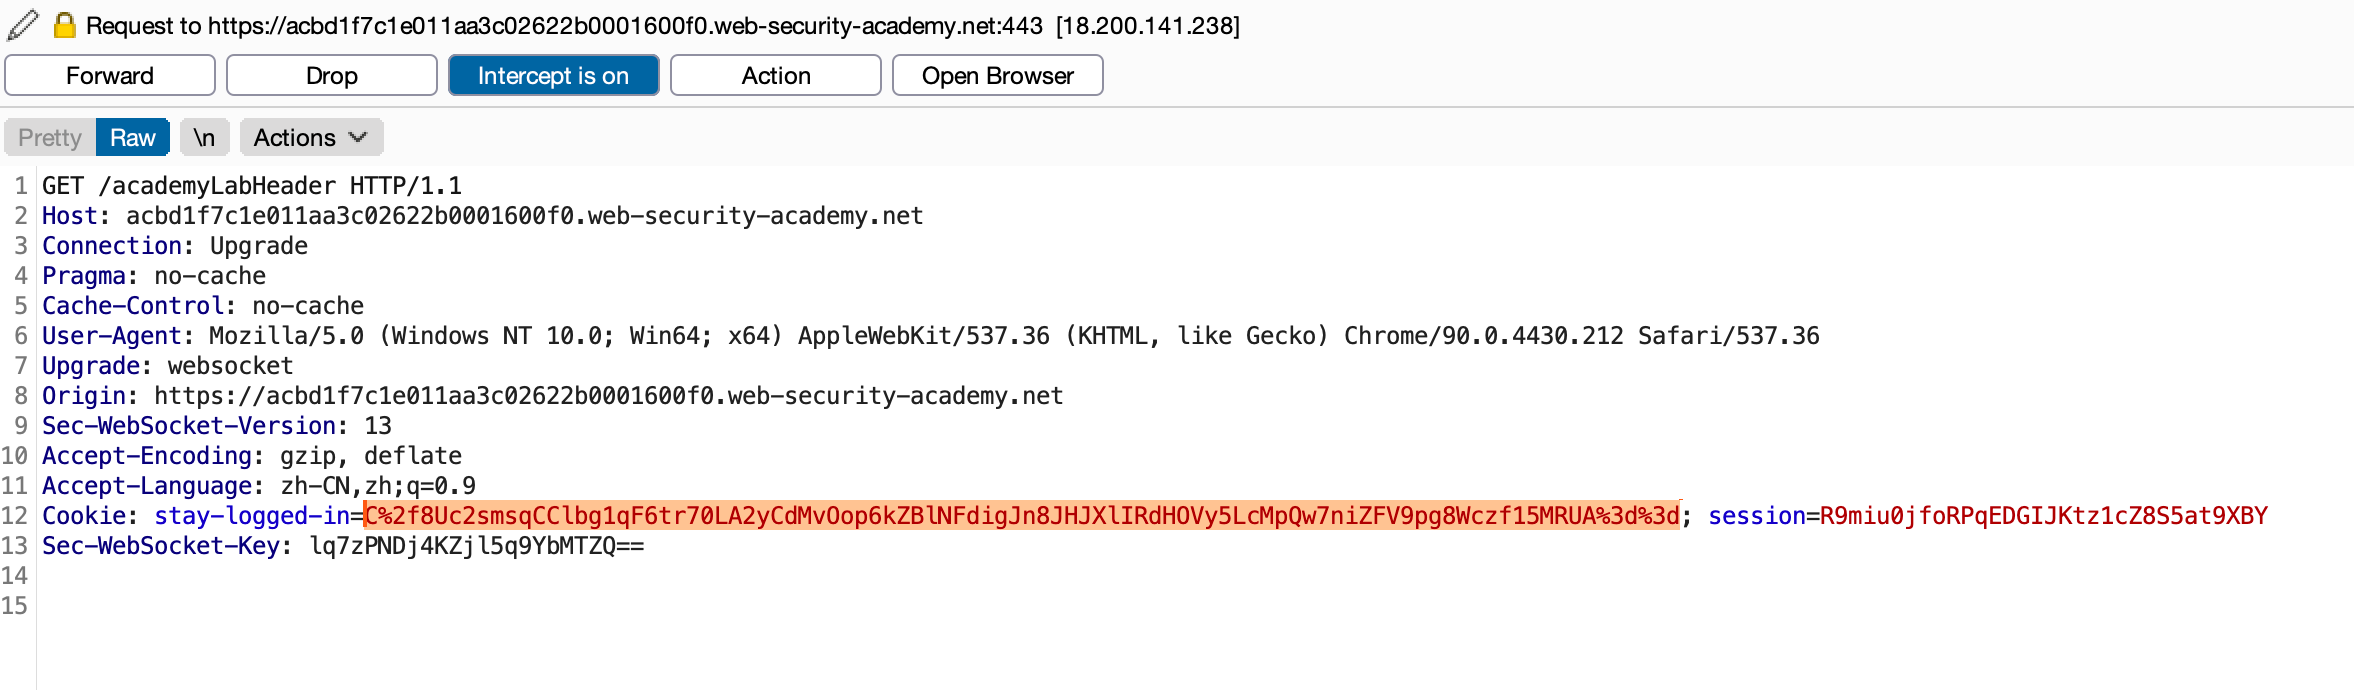 Request to https://acbd1f7c1e011aa3c02622b0001600f0.web-security-academy.net:443 [18.200.141.238]
Forward Drop Intercept is on Action Open Browser
Pretty Raw \n Actions
1 GET /academyLabHeader HTTP/1.1
2 Host: acbd1f7c1e011aa3c02622b0001600f0.web-security-academy.net
3 Connection: Upgrade
4 Pragma: no-cache
5 Cache-Control: no-cache
6 User-Agent: Mozilla/5.0 (Windows NT 10.0; Win64; x64) AppleWebKit/537.36 (KHTML, like Gecko) Chrome/90.0.4430.212 Safari/537.36
7 Upgrade: websocket
8 Origin: https://acbd1f7c1e011aa3c02622b0001600f0.web-security-academy.net
9 Sec-WebSocket-Version: 13
10 Accept-Encoding: gzip, deflate
11 Accept-Language: zh-CN,zh;q=0.9
12 Cookie: stay-logged-in=C%2f8Uc2smsqCClbg1qF6tr70LA2yCdMvOop6kZBlNFdigJn8JHJXlIRdHOVy5LcMpQw7niZFV9pg8Wczf15MRUA%3d%3d; session=R9miu0jfoRPqEDGIJKtz1cZ8S5at9XBY
13 Sec-WebSocket-Key: lq7zPNDj4KZjl5q9YbMTZQ==
14
15